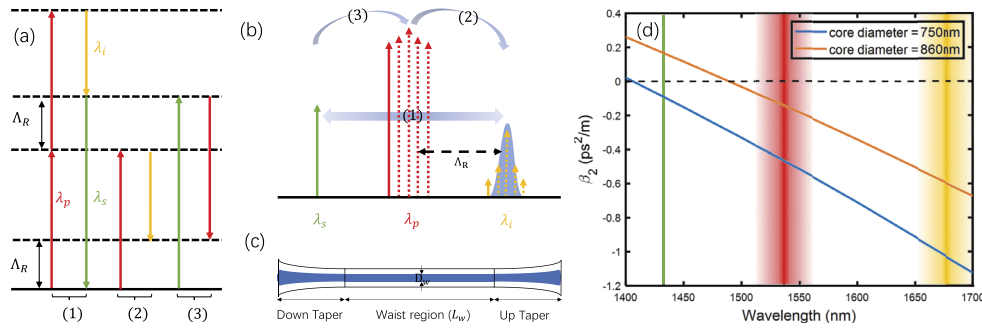 (a)
λi
ΛR
λp
λs
ΛR
(1)
(2)
(3)
(b)
(3)
(2)
(1)
ΛR
λs
λp
λi
(c)
Dw
Down Taper
Waist region (Lw)
Up Taper
(d)
core diameter = 750nm
core diameter = 860nm
β2 (ps²/m)
0.4
0.2
0
-0.2
-0.4
-0.6
-0.8
-1
-1.2
1400 1450 1500 1550 1600 1650 1700
Wavelength (nm)